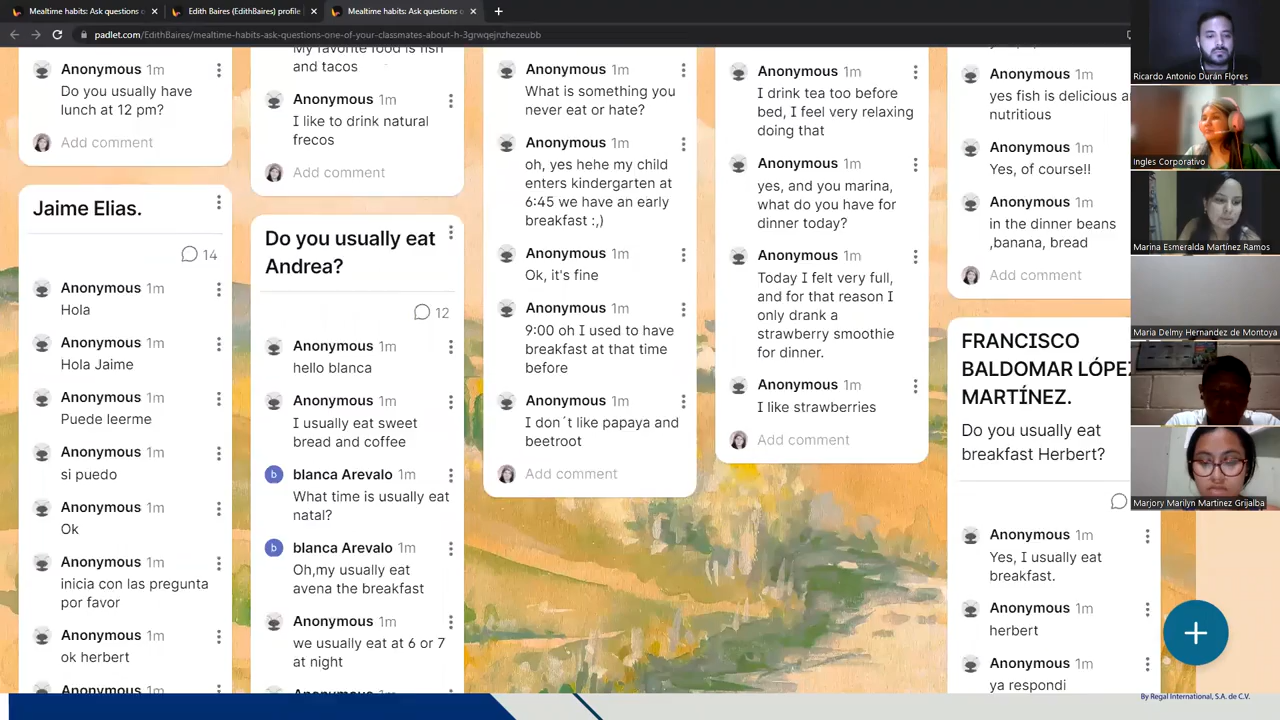 Mealtime habits: Ask questions o
Edith Baires (EdithBaires) profile
Mealtime habits: Ask questions o
padlet.com/EdithBaires/mealtime-habits-ask-questions-one-of-your-classmates-about-h-3grwqejnzhezeubb
Anonymous 1m
Do you usually have
lunch at 12 pm?
Add comment
Jaime Elias.
14
Anonymous 1m
Hola
Anonymous 1m
Hola Jaime
Anonymous 1m
Puede leerme
Anonymous 1m
si puedo
Anonymous 1m
Ok
Anonymous 1m
inicia con las pregunta
por favor
Anonymous 1m
ok herbert
Anonymous 1m
My favorite food is fish
and tacos
Anonymous 1m
I like to drink natural
frecos
Add comment
Do you usually eat
Andrea?
12
Anonymous 1m
hello blanca
Anonymous 1m
I usually eat sweet
bread and coffee
b
blanca Arevalo 1m
What time is usually eat
natal?
b
blanca Arevalo 1m
Oh,my usually eat
avena the breakfast
Anonymous 1m
we usually eat at 6 or 7
at night
Anonymous 1m
Anonymous 1m
What is something you
never eat or hate?
Anonymous 1m
oh, yes hehe my child
enters kindergarten at
6:45 we have an early
breakfast :,)
Anonymous 1m
Ok, it's fine
Anonymous 1m
9:00 oh I used to have
breakfast at that time
before
Anonymous 1m
I don´t like papaya and
beetroot
Add comment
Anonymous 1m
I drink tea too before
bed, I feel very relaxing
doing that
Anonymous 1m
yes, and you marina,
what do you have for
dinner today?
Anonymous 1m
Today I felt very full,
and for that reason I
only drank a
strawberry smoothie
for dinner.
Anonymous 1m
I like strawberries
Add comment
Anonymous 1m
yes fish is delicious a
nutritious
Anonymous 1m
Yes, of course!!
Anonymous 1m
in the dinner beans
,banana, bread
Add comment
FRANCISCO
BALDOMAR LÓPE
MARTÍNEZ.
Do you usually eat
breakfast Herbert?
Anonymous 1m
Yes, I usually eat
breakfast.
Anonymous 1m
herbert
Anonymous 1m
ya respondi
Ricardo Antonio Durán Flores
Ingles Corporativo
Marina Esmeralda Martínez Ramos
Maria Delmy Hernandez de Montoya
Marjory Marilyn Martinez Grijalba
By Regal International, S.A. de C.V.